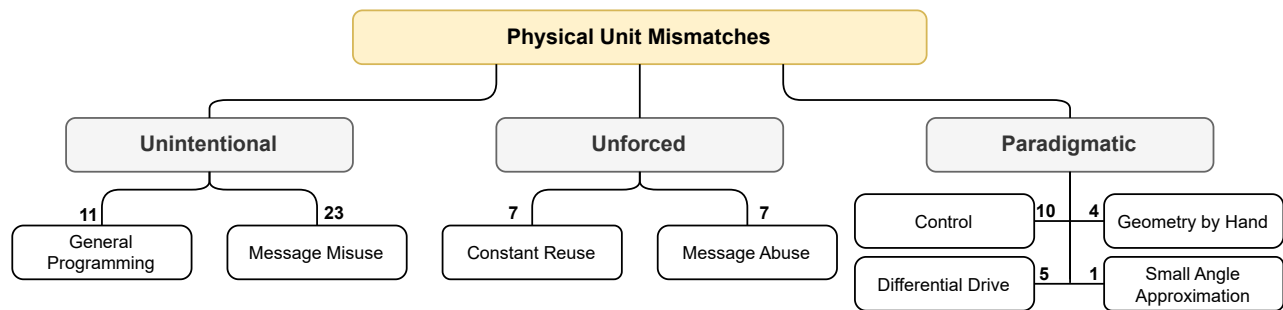 Physical Unit Mismatches
Unintentional
Unforced
Paradigmatic
11
General
Programming
23
Message Misuse
7
Constant Reuse
7
Message Abuse
Control
10
4
Geometry by Hand
Differential Drive
5
1
Small Angle
Approximation